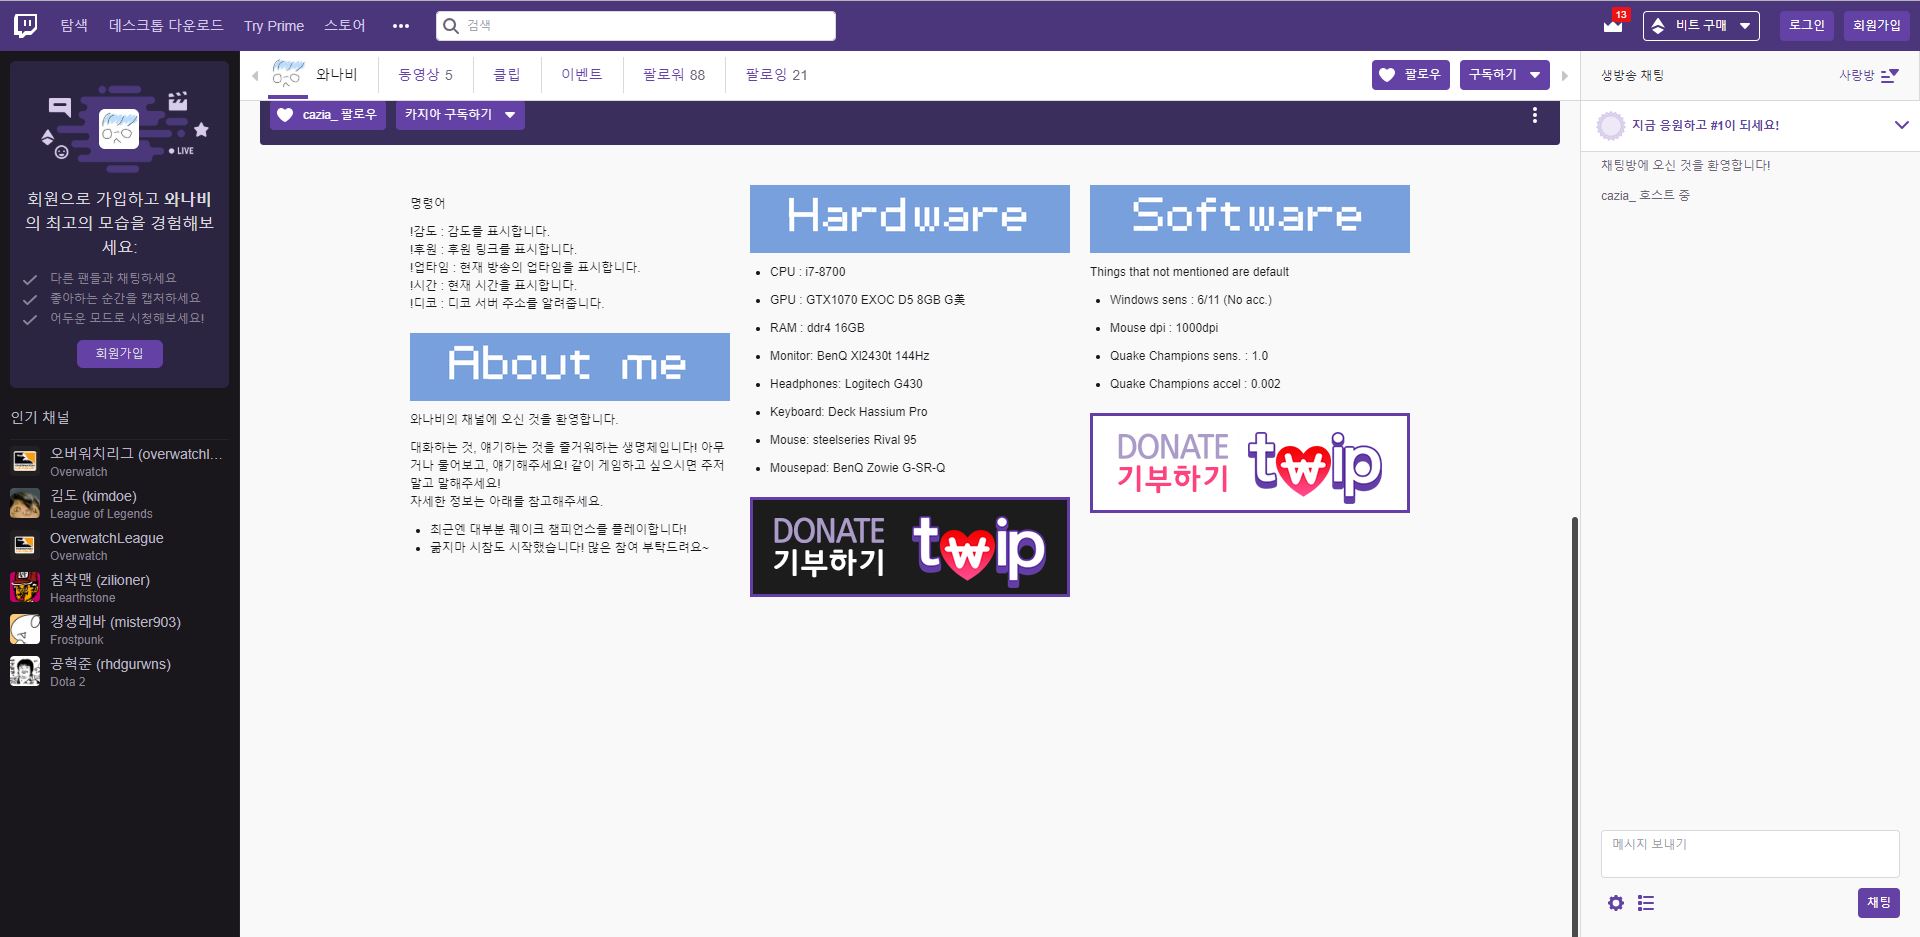 탐색 데스크톱 다운로드 Try Prime 스토어 검색 13 비트 구매 로그인 회원가입
LIVE
회원으로 가입하고 와나비
의 최고의 모습을 경험해보
세요:
다른 팬들과 채팅하세요
좋아하는 순간을 캡처하세요
어두운 모드로 시청해보세요!
회원가입
인기 채널
오버워치리그 (overwatchl...
Overwatch
김도 (kimdoe)
League of Legends
OverwatchLeague
Overwatch
침착맨 (zilioner)
Hearthstone
갱생레바 (mister903)
Frostpunk
공혁준 (rhdgurwns)
Dota 2
와나비 동영상 5 클립 이벤트 팔로워 88 팔로잉 21 팔로우 구독하기
cazia_ 팔로우 카지아 구독하기
명령어
!감도 : 감도를 표시합니다.
!후원 : 후원 링크를 표시합니다.
!업타임 : 현재 방송의 업타임을 표시합니다.
!시간 : 현재 시간을 표시합니다.
!디코 : 디코 서버 주소를 알려줍니다.
About me
와나비의 채널에 오신 것을 환영합니다.
대화하는 것, 얘기하는 것을 즐거워하는 생명체입니다! 아무
거나 물어보고, 얘기해주세요! 같이 게임하고 싶으시면 주저
말고 말해주세요!
자세한 정보는 아래를 참고해주세요.
최근엔 대부분 퀘이크 챔피언스를 플레이합니다!
굶지마 시참도 시작했습니다! 많은 참여 부탁드려요~
Hardware
CPU : i7-8700
GPU : GTX1070 EXOC D5 8GB G美
RAM : ddr4 16GB
Monitor: BenQ Xl2430t 144Hz
Headphones: Logitech G430
Keyboard: Deck Hassium Pro
Mouse: steelseries Rival 95
Mousepad: BenQ Zowie G-SR-Q
DONATE
기부하기
twip
Software
Things that not mentioned are default
Windows sens : 6/11 (No acc.)
Mouse dpi : 1000dpi
Quake Champions sens. : 1.0
Quake Champions accel : 0.002
DONATE
기부하기
twip
생방송 채팅 사랑방
지금 응원하고 #1이 되세요!
채팅방에 오신 것을 환영합니다!
cazia_ 호스트 중
메시지 보내기
채팅